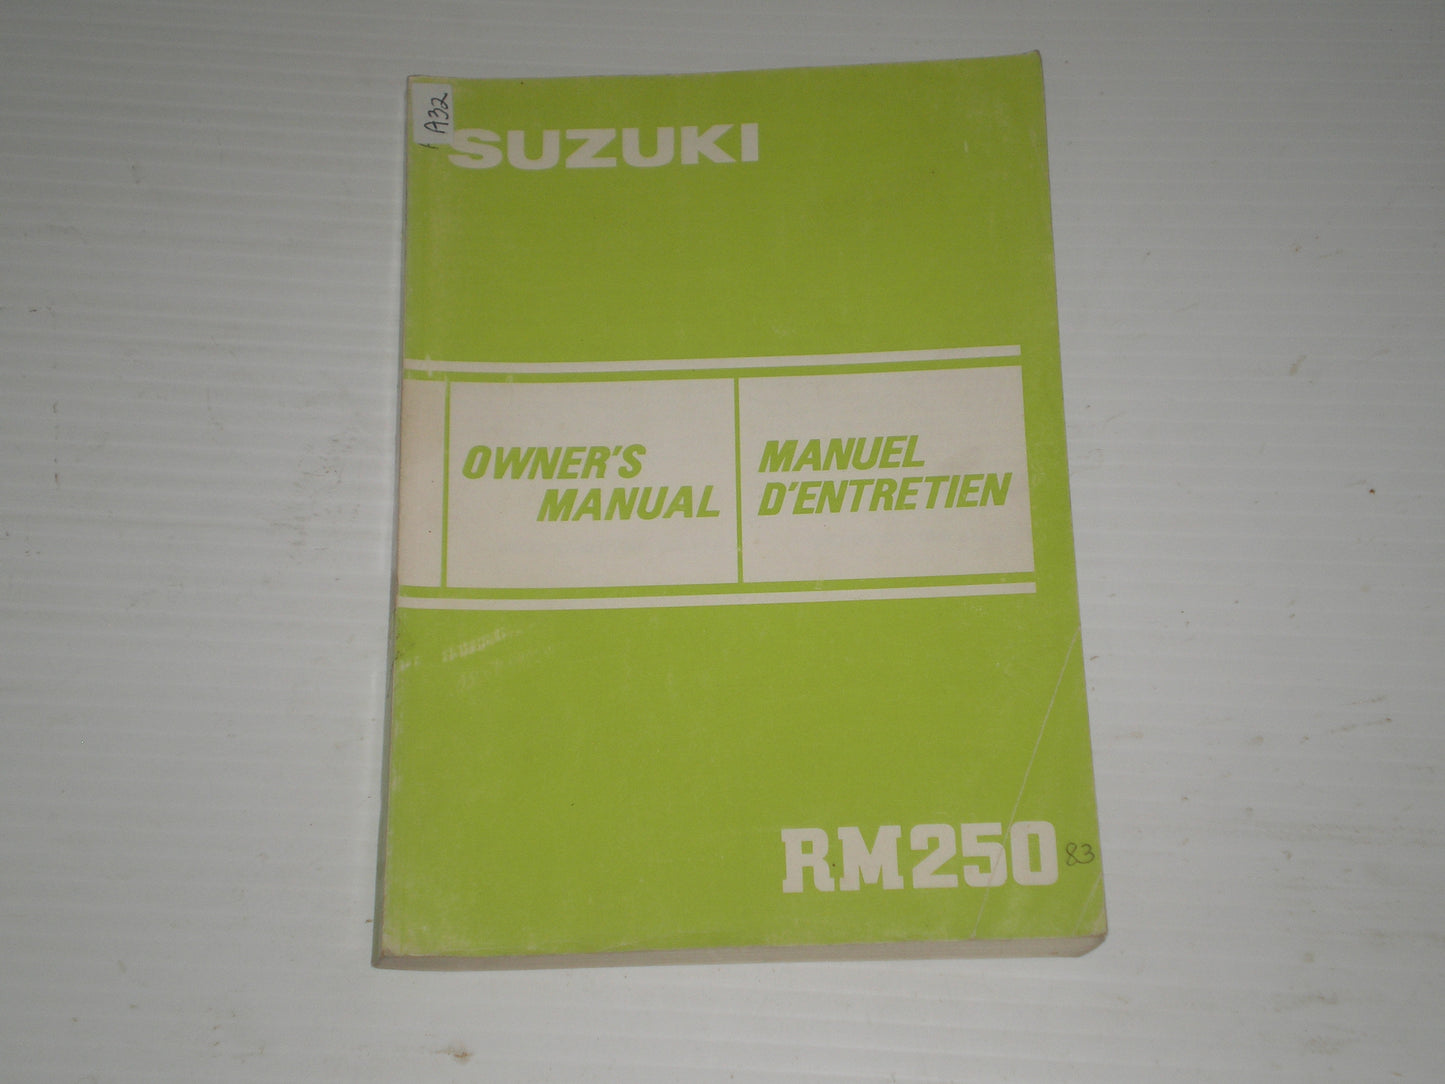 A32
SUZUKI
OWNER'S
MANUAL
MANUEL
D'ENTRETIEN
RM250
83